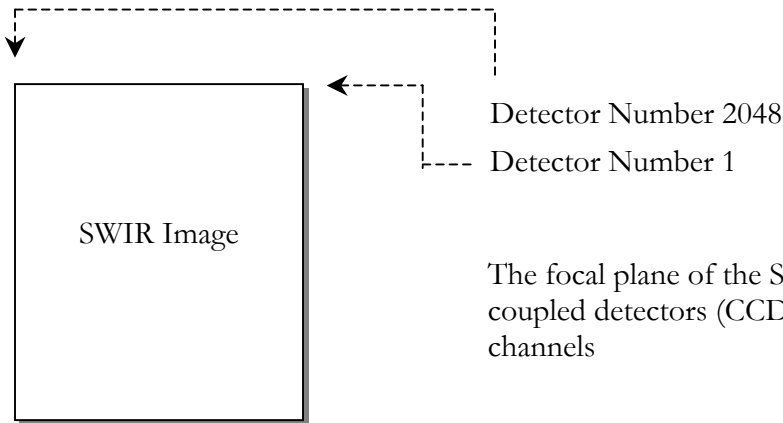 Detector Number 2048
Detector Number 1
SWIR Image
The focal plane of the S
coupled detectors (CCD
channels